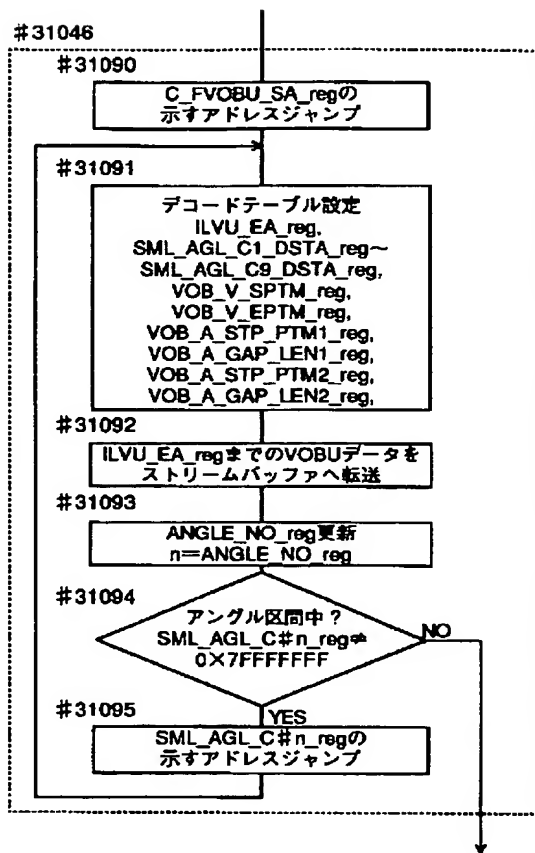 #31046
#31090
C_FVOBU_SA_regの
示すアドレスジャンプ
#31091
デコードテーブル設定
ILVU_EA_reg,
SML_AGL_C1_DSTA_reg~
SML_AGL_C9_DSTA_reg,
VOB_V_SPTM_reg,
VOB_V_EPTM_reg,
VOB_A_STP_PTM1_reg,
VOB_A_GAP_LEN1_reg,
VOB_A_STP_PTM2_reg,
VOB_A_GAP_LEN2_reg,
#31092
ILVU_EA_regまでのVOBUデータを
ストリームバッファへ転送
#31093
ANGLE_NO_reg更新
n=ANGLE_NO_reg
#31094
アングル区間中？
SML_AGL_C#n_reg≠
0×7FFFFFFF
NO
YES
#31095
SML_AGL_C#n_regの
示すアドレスジャンプ